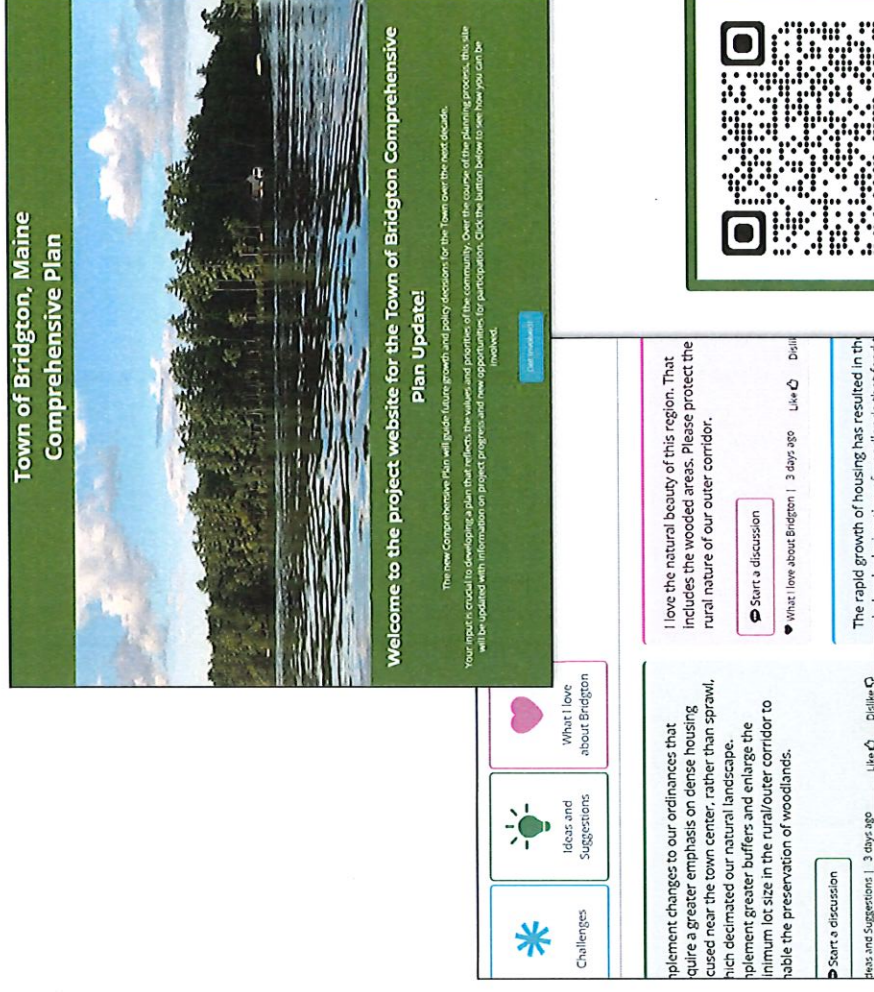 Town of Bridgton, Maine
Comprehensive Plan
Welcome to the project website for the Town of Bridgton Comprehensive
Plan Update!
The new Comprehensive Plan will guide future growth and policy decisions for the Town over the next decade.
Your input is crucial to developing a plan that reflects the values and priorities of the community. Over the course of the planning process, this site
will be updated with information on project progress and new opportunities for participation. Click the button below to see how you can be
involved.
Get Involved!
Challenges
Ideas and
Suggestions
What I love
about Bridgton
nplement changes to our ordinances that
quire a greater emphasis on dense housing
cused near the town center, rather than sprawl,
hich decimated our natural landscape.
nplement greater buffers and enlarge the
inimum lot size in the rural/outer corridor to
nable the preservation of woodlands.
Start a discussion
deas and Suggestions | 3 days ago Like Dislike
I love the natural beauty of this region. That
includes the wooded areas. Please protect the
rural nature of our outer corridor.
Start a discussion
What I love about Bridgton | 3 days ago Like Disli
The rapid growth of housing has resulted in th